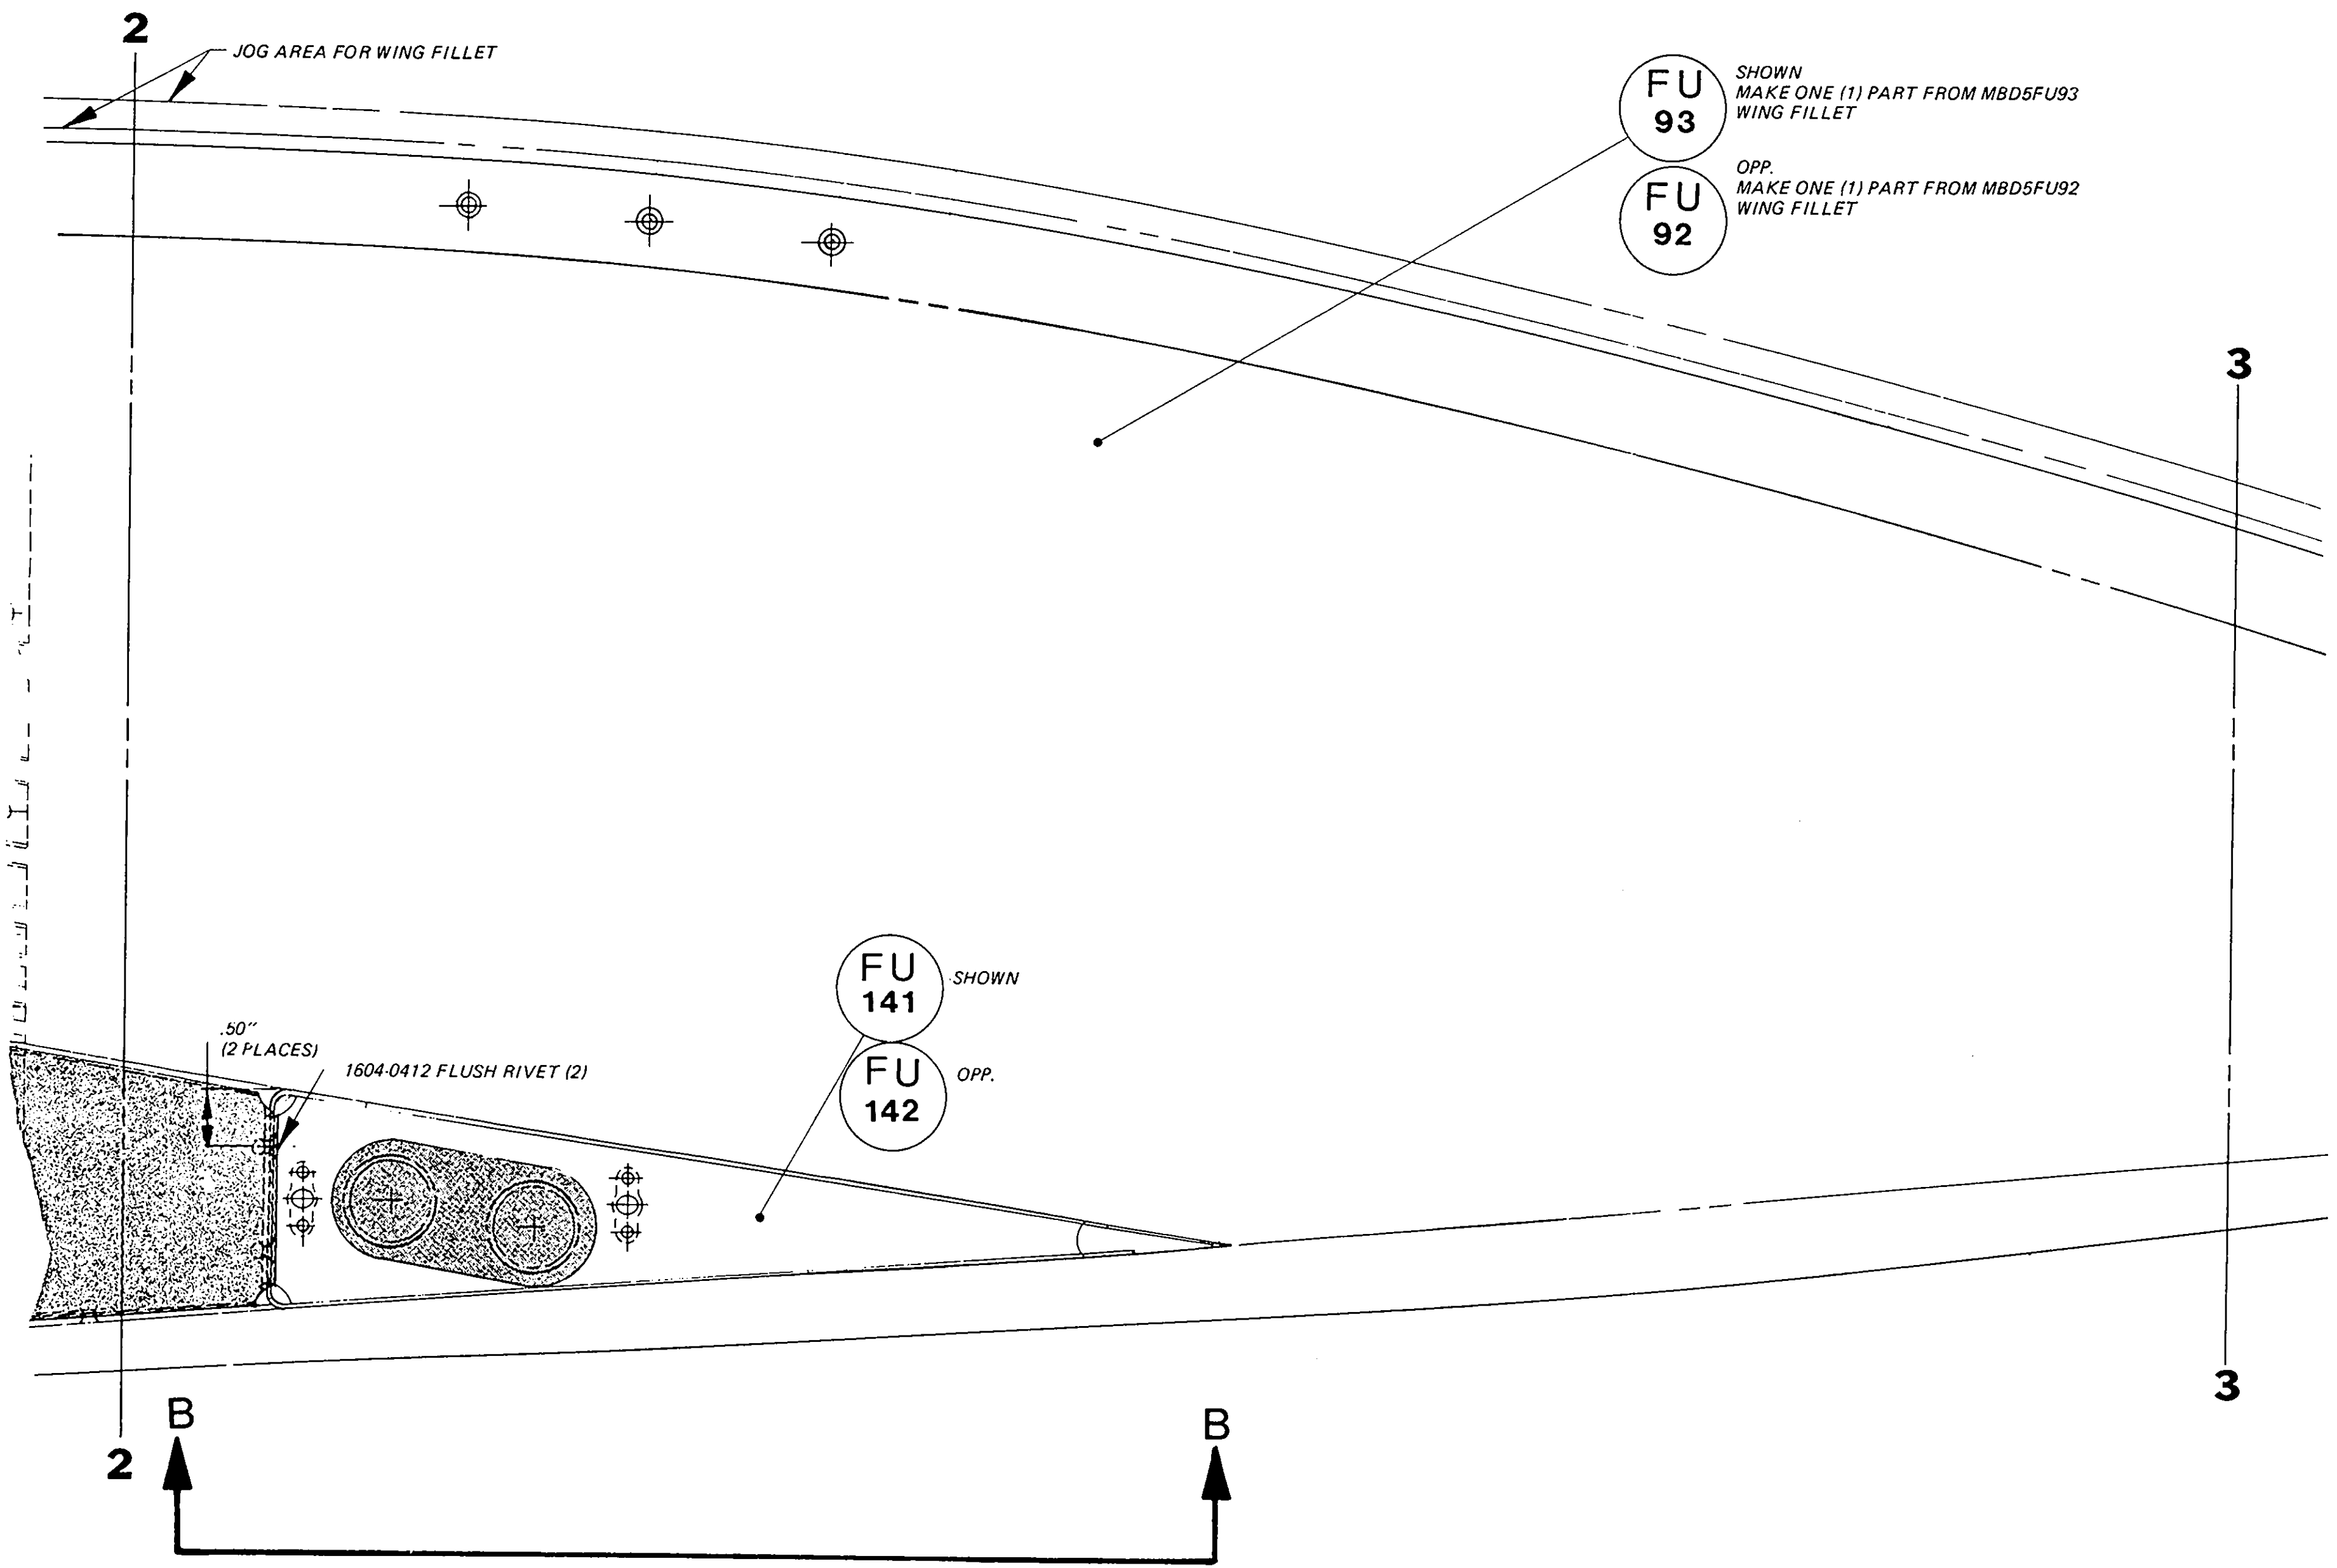 2
JOG AREA FOR WING FILLET
FU
93
SHOWN
MAKE ONE (1) PART FROM MBD5FU93
WING FILLET
FU
92
OPP.
MAKE ONE (1) PART FROM MBD5FU92
WING FILLET
3
FU
141
SHOWN
FU
142
OPP.
.50"
(2 PLACES)
1604-0412 FLUSH RIVET (2)
3
B
B
2